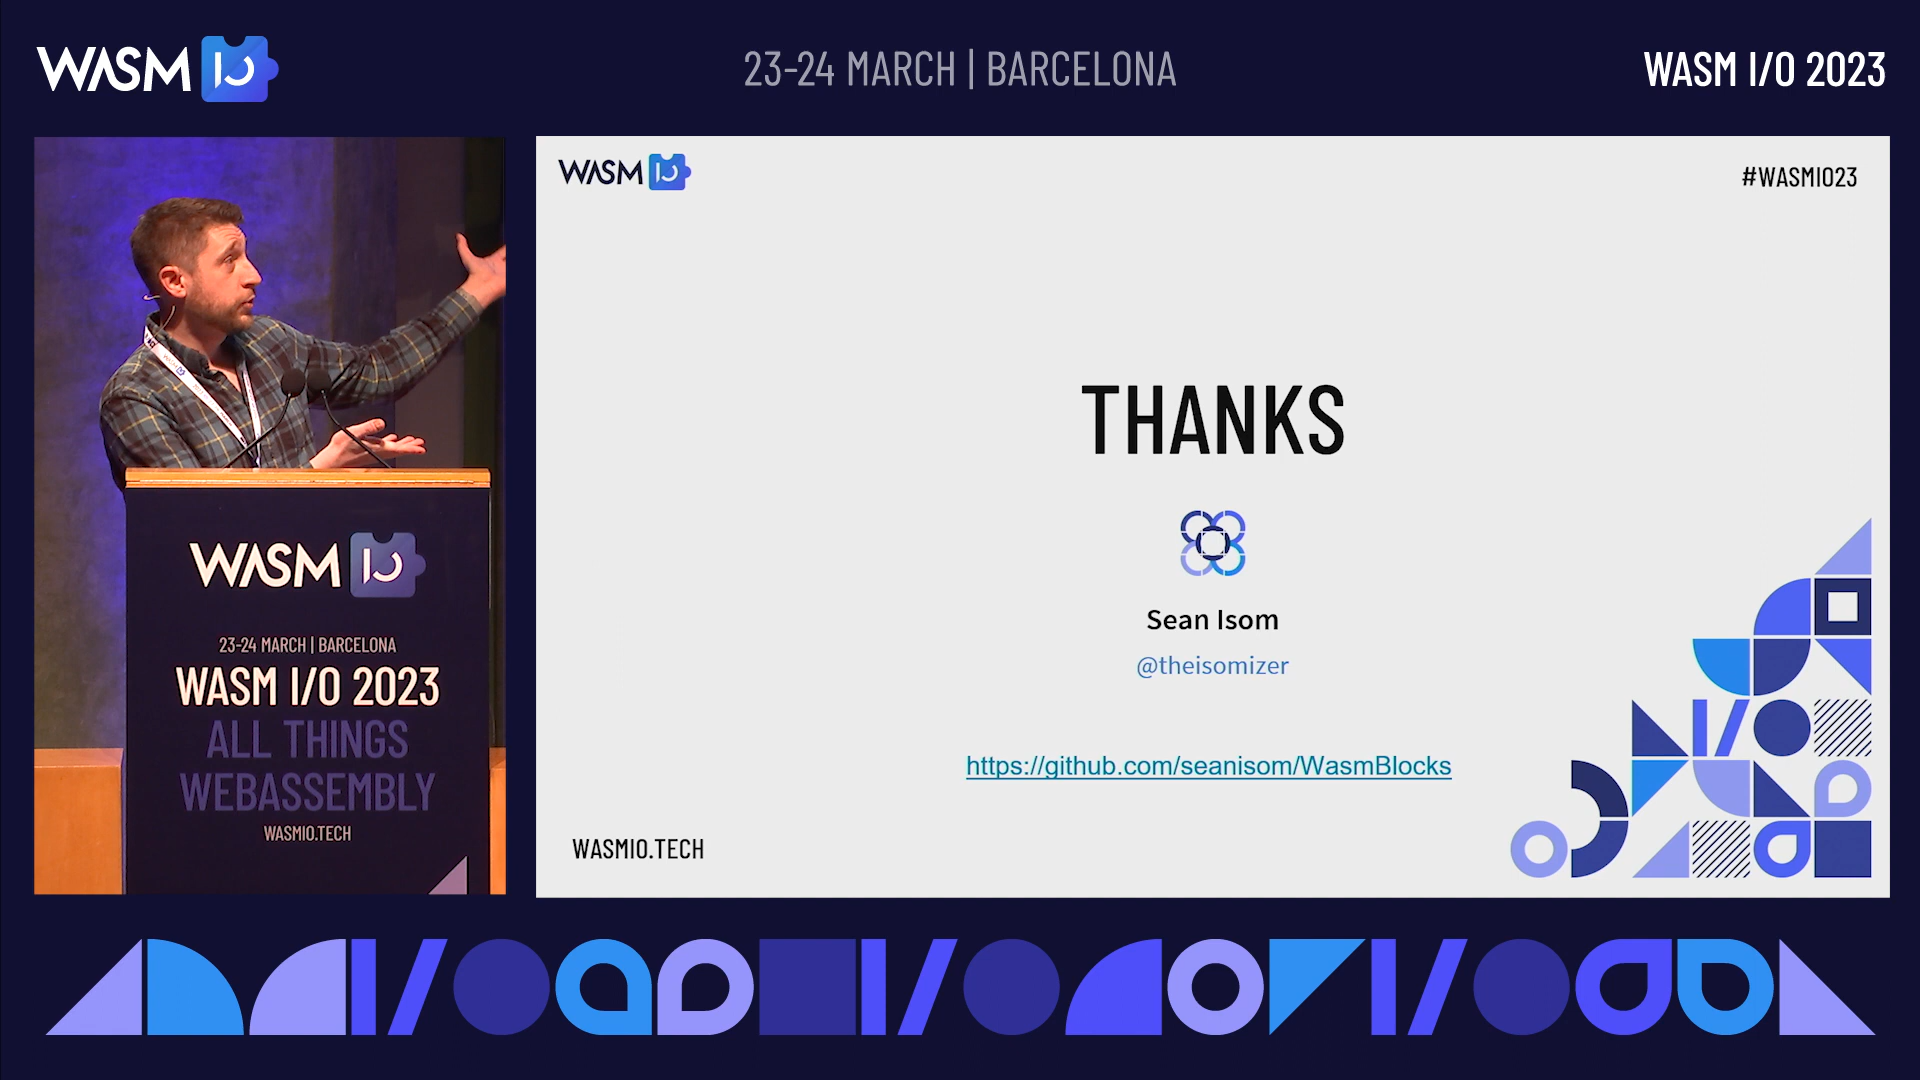 WASM IO
23-24 MARCH | BARCELONA
WASM I/O 2023
WASM IO
23-24 MARCH | BARCELONA
WASM I/O 2023
ALL THINGS
WEBASSEMBLY
WASMIO.TECH
WASM IO
#WASMIO23
THANKS
Sean Isom
@theisomizer
https://github.com/seanisom/WasmBlocks
WASMIO.TECH